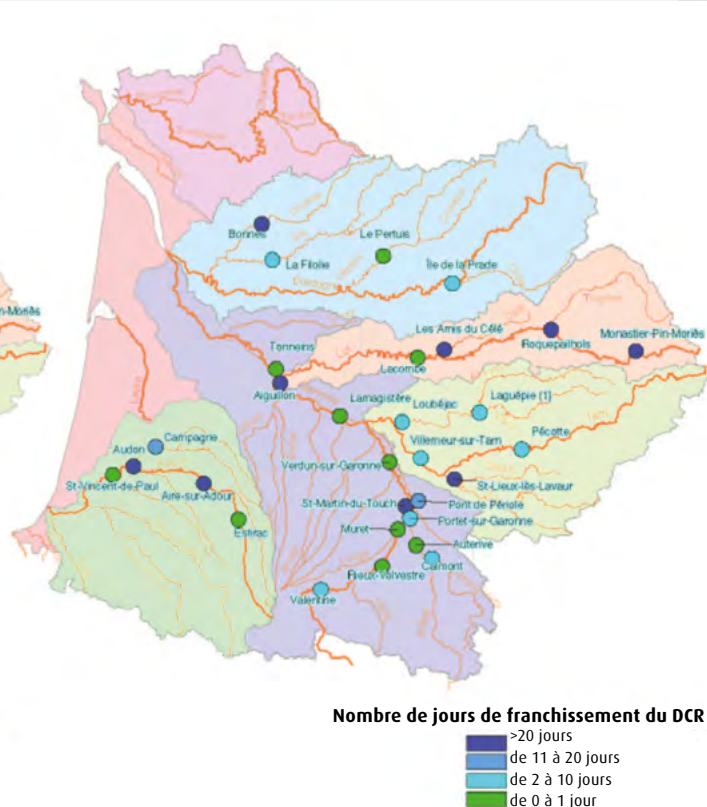 Bonnes
Le Pertuis
La Filolie
Île de la Prade
n-Moriès
Les Amis du Célé
Monastier-Pin-Moriès
Roquepailhols
Tonneins
Lacombe
Aiguillon
Lamagistère
Laguépie (1)
Loubéjac
Campagne
Villemeur-sur-Tarn
Pécotte
Audon
Verdun-sur-Garonne
St-Vincent-de-Paul
Aire-sur-Adour
St-Lieux-lès-Lavaur
St-Martin-du-Touch
Pont de Périole
Portet-sur-Garonne
Estirac
Muret
Auterive
Calmont
Rieux-Volvestre
Valentine
Nombre de jours de franchissement du DCR
>20 jours
de 11 à 20 jours
de 2 à 10 jours
de 0 à 1 jour